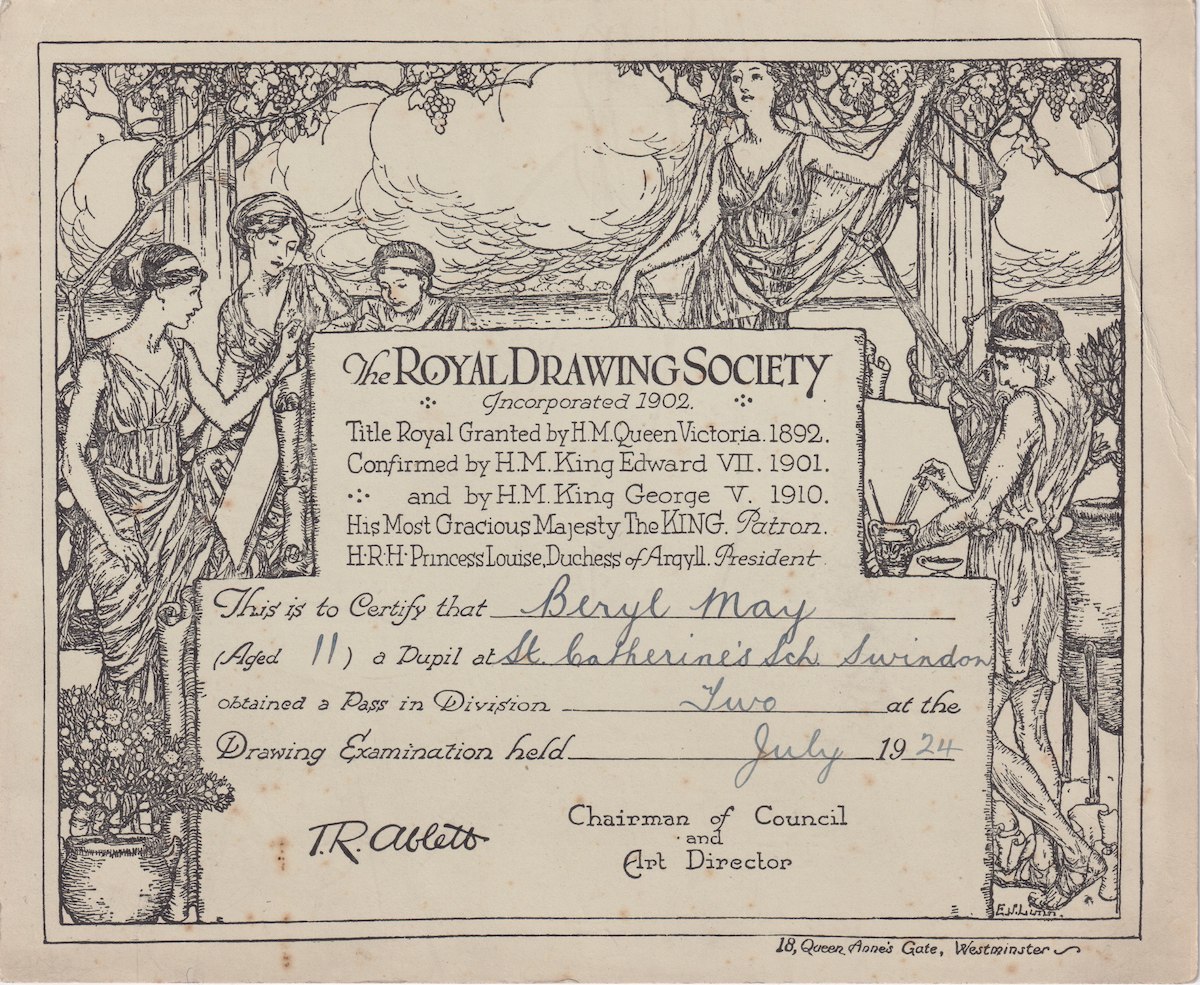 The ROYAL DRAWING SOCIETY
Incorporated 1902.
Title Royal Granted by H.M. Queen Victoria. 1892.
Confirmed by H.M. King Edward VII. 1901.
and by H.M. King George V. 1910.
His Most Gracious Majesty The KING. Patron.
H.R.H. Princess Louise, Duchess of Argyll. President
This is to Certify that Beryl May
(Aged 11) a Pupil at St. Catherine's Sch. Swindon
obtained a Pass in Division Two at the
Drawing Examination held July 1924
T.R. Ablett
Chairman of Council
and
Art Director
E.J. Lunn.
18, Queen Anne's Gate, Westminster